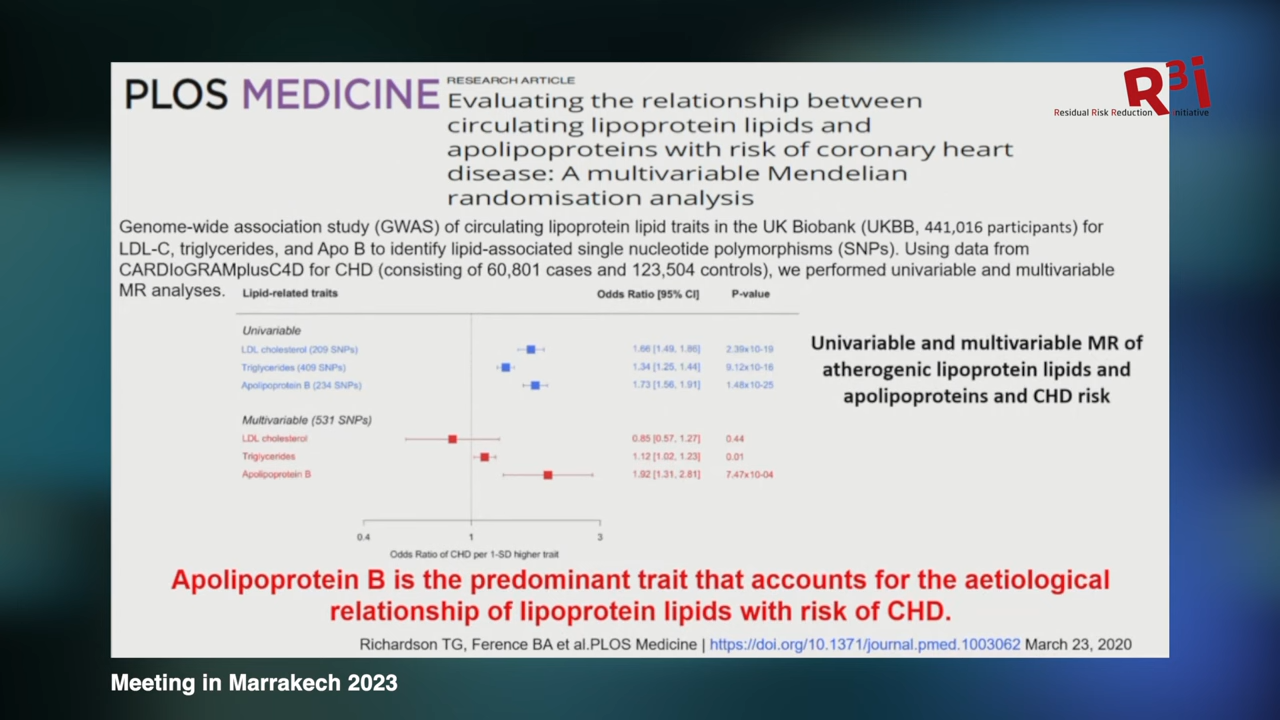 PLOS MEDICINE
RESEARCH ARTICLE
Evaluating the relationship between
circulating lipoprotein lipids and
apolipoproteins with risk of coronary heart
disease: A multivariable Mendelian
randomisation analysis
R3i
Residual Risk Reduction Initiative
Genome-wide association study (GWAS) of circulating lipoprotein lipid traits in the UK Biobank (UKBB, 441,016 participants) for
LDL-C, triglycerides, and Apo B to identify lipid-associated single nucleotide polymorphisms (SNPs). Using data from
CARDIoGRAMplusC4D for CHD (consisting of 60,801 cases and 123,504 controls), we performed univariable and multivariable
MR analyses.
Lipid-related traits Odds Ratio [95% CI] P-value
Univariable
LDL cholesterol (209 SNPs) 1.66 [1.49, 1.86] 2.39x10-19
Triglycerides (409 SNPs) 1.34 [1.25, 1.44] 9.12x10-16
Apolipoprotein B (234 SNPs) 1.73 [1.56, 1.91] 1.48x10-25
Multivariable (531 SNPs)
LDL cholesterol 0.85 [0.57, 1.27] 0.44
Triglycerides 1.12 [1.02, 1.23] 0.01
Apolipoprotein B 1.92 [1.31, 2.81] 7.47x10-04
0.4 1 3
Odds Ratio of CHD per 1-SD higher trait
Univariable and multivariable MR of
atherogenic lipoprotein lipids and
apolipoproteins and CHD risk
Apolipoprotein B is the predominant trait that accounts for the aetiological
relationship of lipoprotein lipids with risk of CHD.
Richardson TG, Ference BA et al.PLOS Medicine | https://doi.org/10.1371/journal.pmed.1003062 March 23, 2020
Meeting in Marrakech 2023